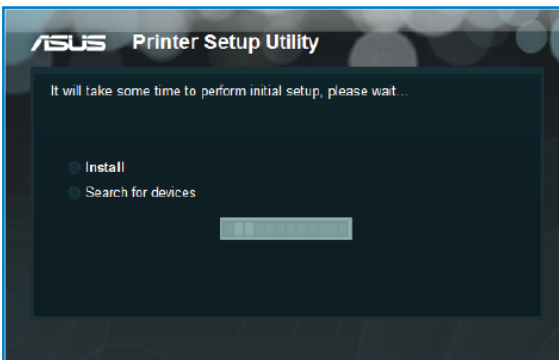 ASUS Printer Setup Utility
It will take some time to perform initial setup, please wait...
Install
Search for devices